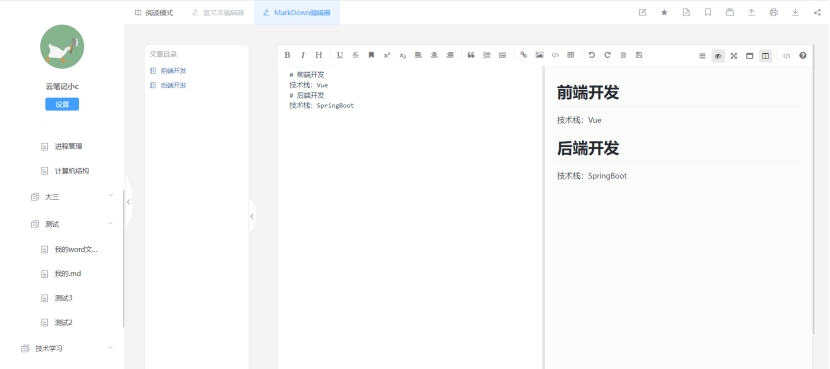 阅读模式
富文本编辑器
MarkDown编辑器
云笔记小c
设置
进程管理
计算机结构
大三
测试
我的word文...
我的.md
测试3
测试2
技术学习
文章目录
前端开发
后端开发
B I H U S x² x₂
# 前端开发
技术栈：Vue
# 后端开发
技术栈：SpringBoot
前端开发
技术栈：Vue
后端开发
技术栈：SpringBoot